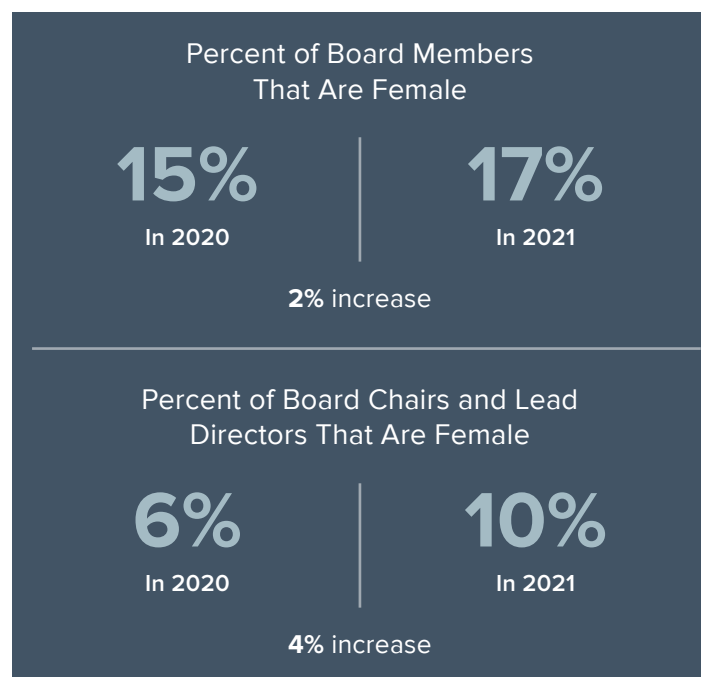 Percent of Board Members
That Are Female
15% 17%
In 2020 In 2021
2% increase
Percent of Board Chairs and Lead
Directors That Are Female
6% 10%
In 2020 In 2021
4% increase